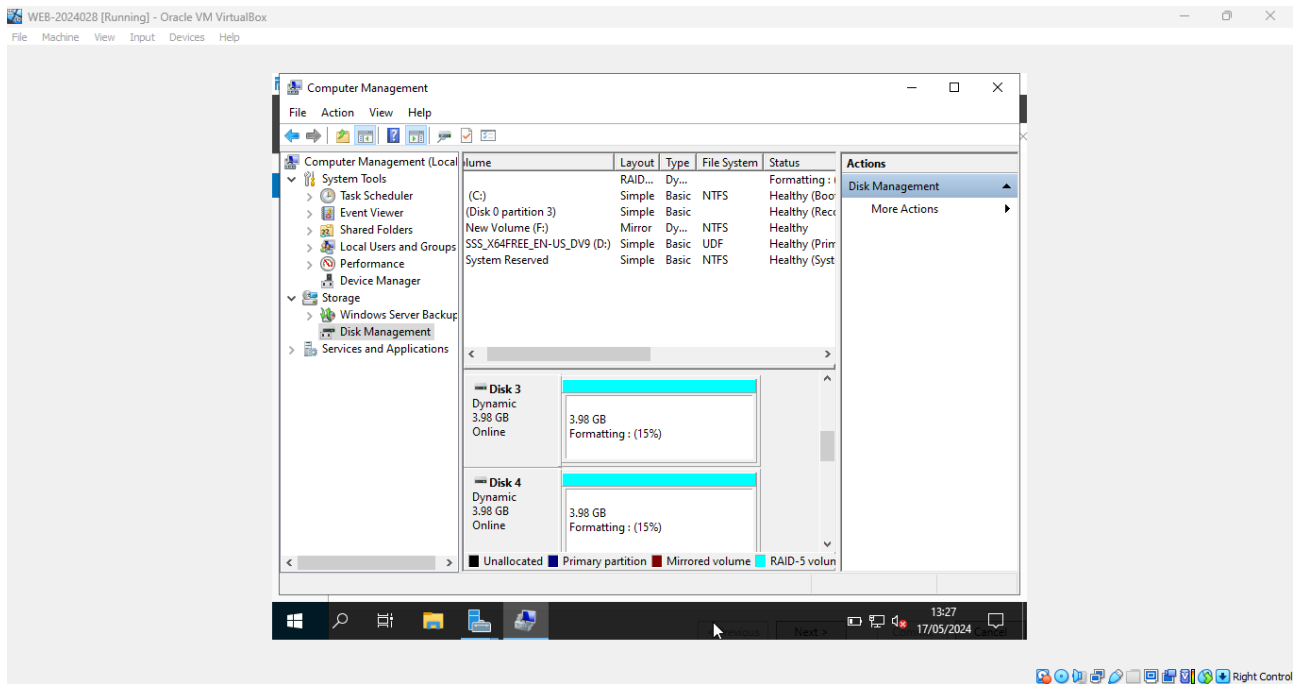 WEB-2024028 [Running] - Oracle VM VirtualBox
File Machine View Input Devices Help
Computer Management
File Action View Help
Computer Management (Local
System Tools
Task Scheduler
Event Viewer
Shared Folders
Local Users and Groups
Performance
Device Manager
Storage
Windows Server Backup
Disk Management
Services and Applications
lume Layout Type File System Status
RAID... Dy... Formatting : (
(C:) Simple Basic NTFS Healthy (Boo
(Disk 0 partition 3) Simple Basic Healthy (Reco
New Volume (F:) Mirror Dy... NTFS Healthy
SSS_X64FREE_EN-US_DV9 (D:) Simple Basic UDF Healthy (Prim
System Reserved Simple Basic NTFS Healthy (Syst
Disk 3
Dynamic
3.98 GB
Online
3.98 GB
Formatting : (15%)
Disk 4
Dynamic
3.98 GB
Online
3.98 GB
Formatting : (15%)
Unallocated Primary partition Mirrored volume RAID-5 volun
Actions
Disk Management
More Actions
Next >
13:27
17/05/2024
Right Control